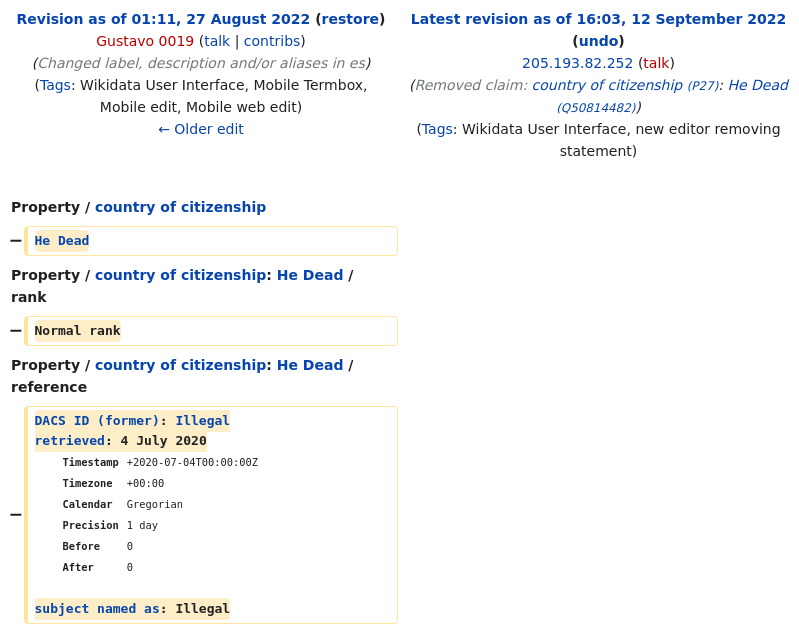 Revision as of 01:11, 27 August 2022 (restore)
Gustavo 0019 (talk | contribs)
(Changed label, description and/or aliases in es)
(Tags: Wikidata User Interface, Mobile Termbox,
Mobile edit, Mobile web edit)
← Older edit
Latest revision as of 16:03, 12 September 2022
(undo)
205.193.82.252 (talk)
(Removed claim: country of citizenship (P27): He Dead
(Q50814482))
(Tags: Wikidata User Interface, new editor removing
statement)
Property / country of citizenship
− He Dead
Property / country of citizenship: He Dead /
rank
− Normal rank
Property / country of citizenship: He Dead /
reference
− DACS ID (former): Illegal
retrieved: 4 July 2020
Timestamp +2020-07-04T00:00:00Z
Timezone +00:00
Calendar Gregorian
Precision 1 day
Before 0
After 0
subject named as: Illegal